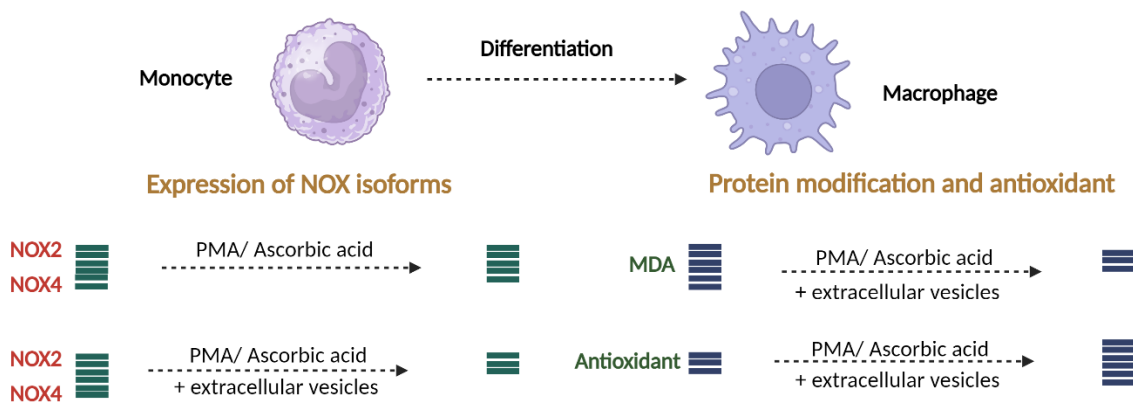 Differentiation
Monocyte
Macrophage
Expression of NOX isoforms
Protein modification and antioxidant
NOX2
NOX4
PMA/ Ascorbic acid
MDA
PMA/ Ascorbic acid
+ extracellular vesicles
NOX2
NOX4
PMA/ Ascorbic acid
+ extracellular vesicles
Antioxidant
PMA/ Ascorbic acid
+ extracellular vesicles